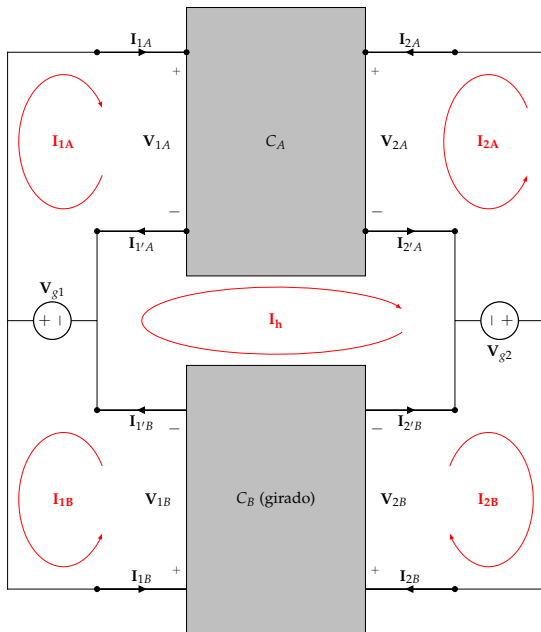 I1A I2A
+ +
I1A V1A CA V2A I2A
− −
I1′A I2′A
Vg1
+ − Ih − +
Vg2
I1′B I2′B
− −
I1B V1B CB (girado) V2B I2B
+ +
I1B I2B